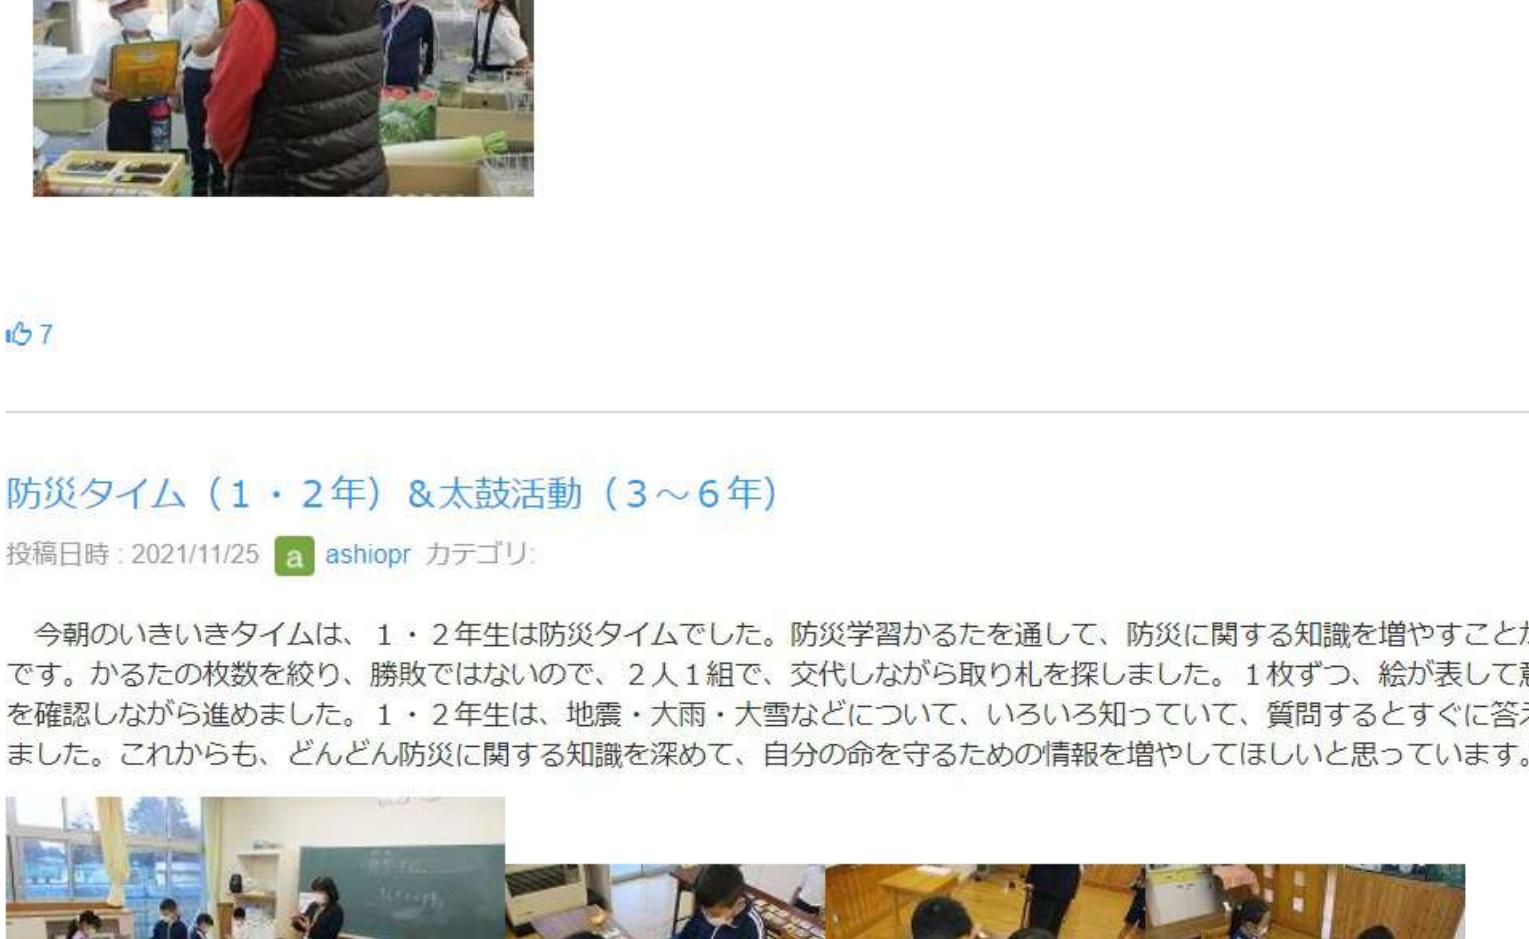 7
防災タイム（１・２年）＆太鼓活動（３～６年）
投稿日時 : 2021/11/25 a ashiopr カテゴリ:
今朝のいきいきタイムは、１・２年生は防災タイムでした。防災学習かるたを通して、防災に関する知識を増やすことが
です。かるたの枚数を絞り、勝敗ではないので、２人１組で、交代しながら取り札を探しました。１枚ずつ、絵が表して意
を確認しながら進めました。１・２年生は、地震・大雨・大雪などについて、いろいろ知っていて、質問するとすぐに答え
ました。これからも、どんどん防災に関する知識を深めて、自分の命を守るための情報を増やしてほしいと思っています。